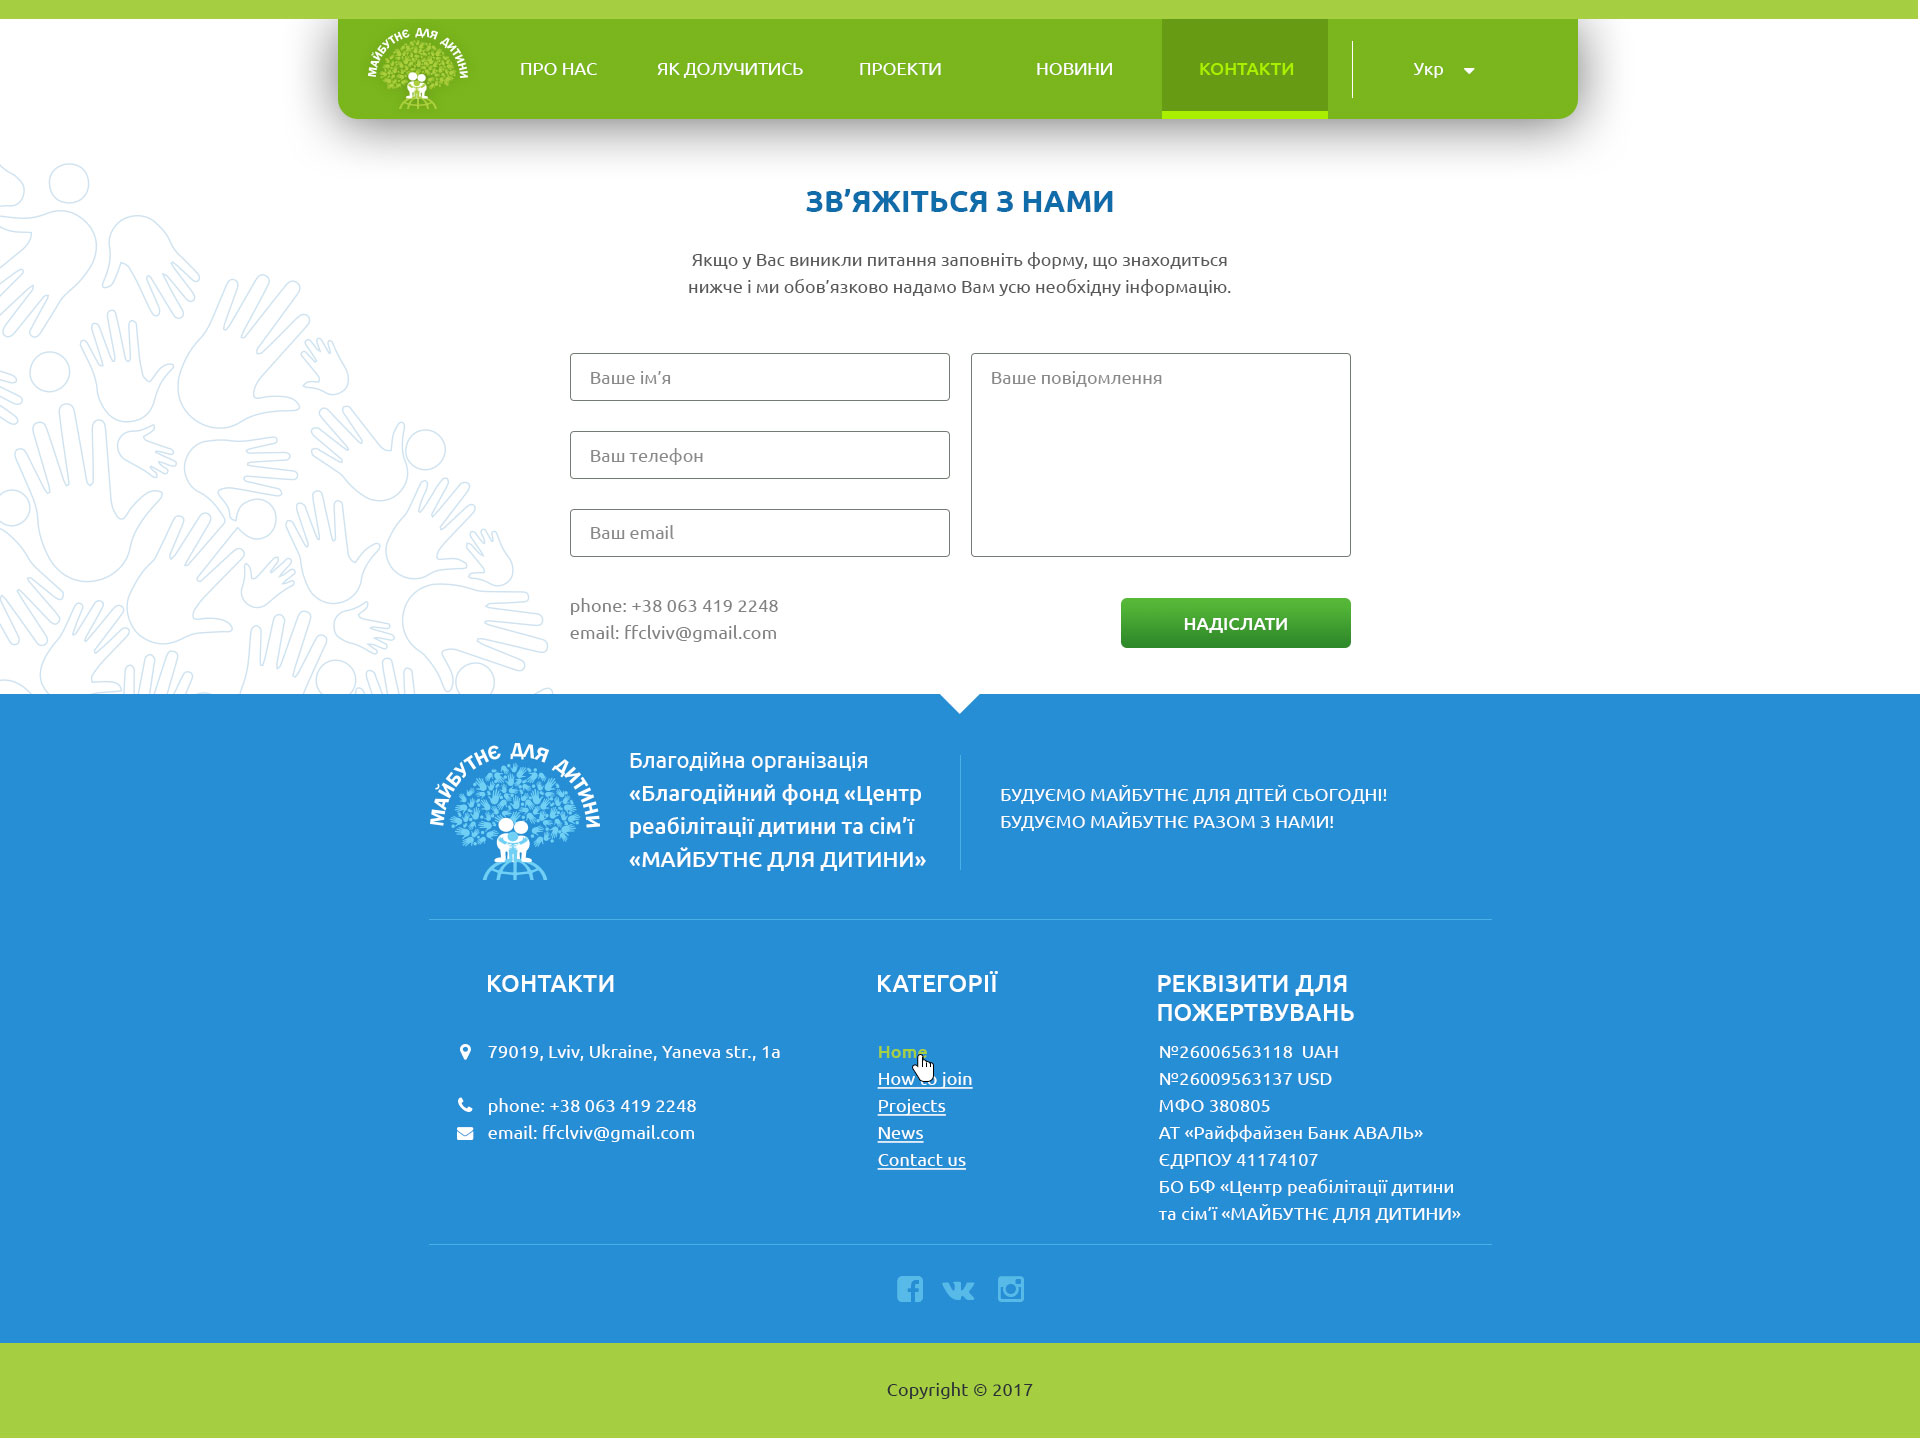 МАЙБУТНЄ ДЛЯ ДИТИНИ
ПРО НАС
ЯК ДОЛУЧИТИСЬ
ПРОЕКТИ
НОВИНИ
КОНТАКТИ
Укр
ЗВ’ЯЖІТЬСЯ З НАМИ
Якщо у Вас виникли питання заповніть форму, що знаходиться
нижче і ми обов’язково надамо Вам усю необхідну інформацію.
Ваше ім’я
Ваше повідомлення
Ваш телефон
Ваш email
phone: +38 063 419 2248
email: ffclviv@gmail.com
НАДІСЛАТИ
МАЙБУТНЄ ДЛЯ ДИТИНИ
Благодійна організація
«Благодійний фонд «Центр
реабілітації дитини та сім’ї
«МАЙБУТНЄ ДЛЯ ДИТИНИ»
БУДУЄМО МАЙБУТНЄ ДЛЯ ДІТЕЙ СЬОГОДНІ!
БУДУЄМО МАЙБУТНЄ РАЗОМ З НАМИ!
КОНТАКТИ
79019, Lviv, Ukraine, Yaneva str., 1a
phone: +38 063 419 2248
email: ffclviv@gmail.com
КАТЕГОРІЇ
Home
How to join
Projects
News
Contact us
РЕКВІЗИТИ ДЛЯ
ПОЖЕРТВУВАНЬ
№26006563118  UAH
№26009563137 USD
МФО 380805
АТ «Райффайзен Банк АВАЛЬ»
ЄДРПОУ 41174107
БО БФ «Центр реабілітації дитини
та сім’ї «МАЙБУТНЄ ДЛЯ ДИТИНИ»
Copyright © 2017